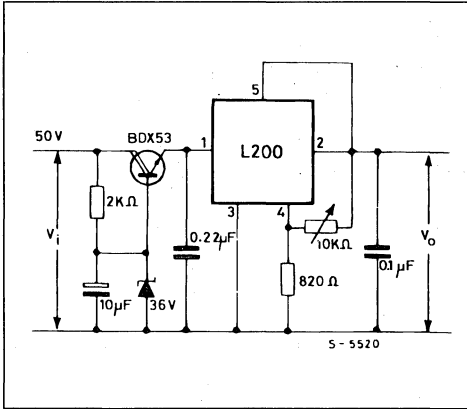 5
50 V
BDX53
1
L200
2
2KΩ
3
4
Vi
0.22µF
10KΩ
Vo
0.1µF
820 Ω
10µF
36V
S - 5520